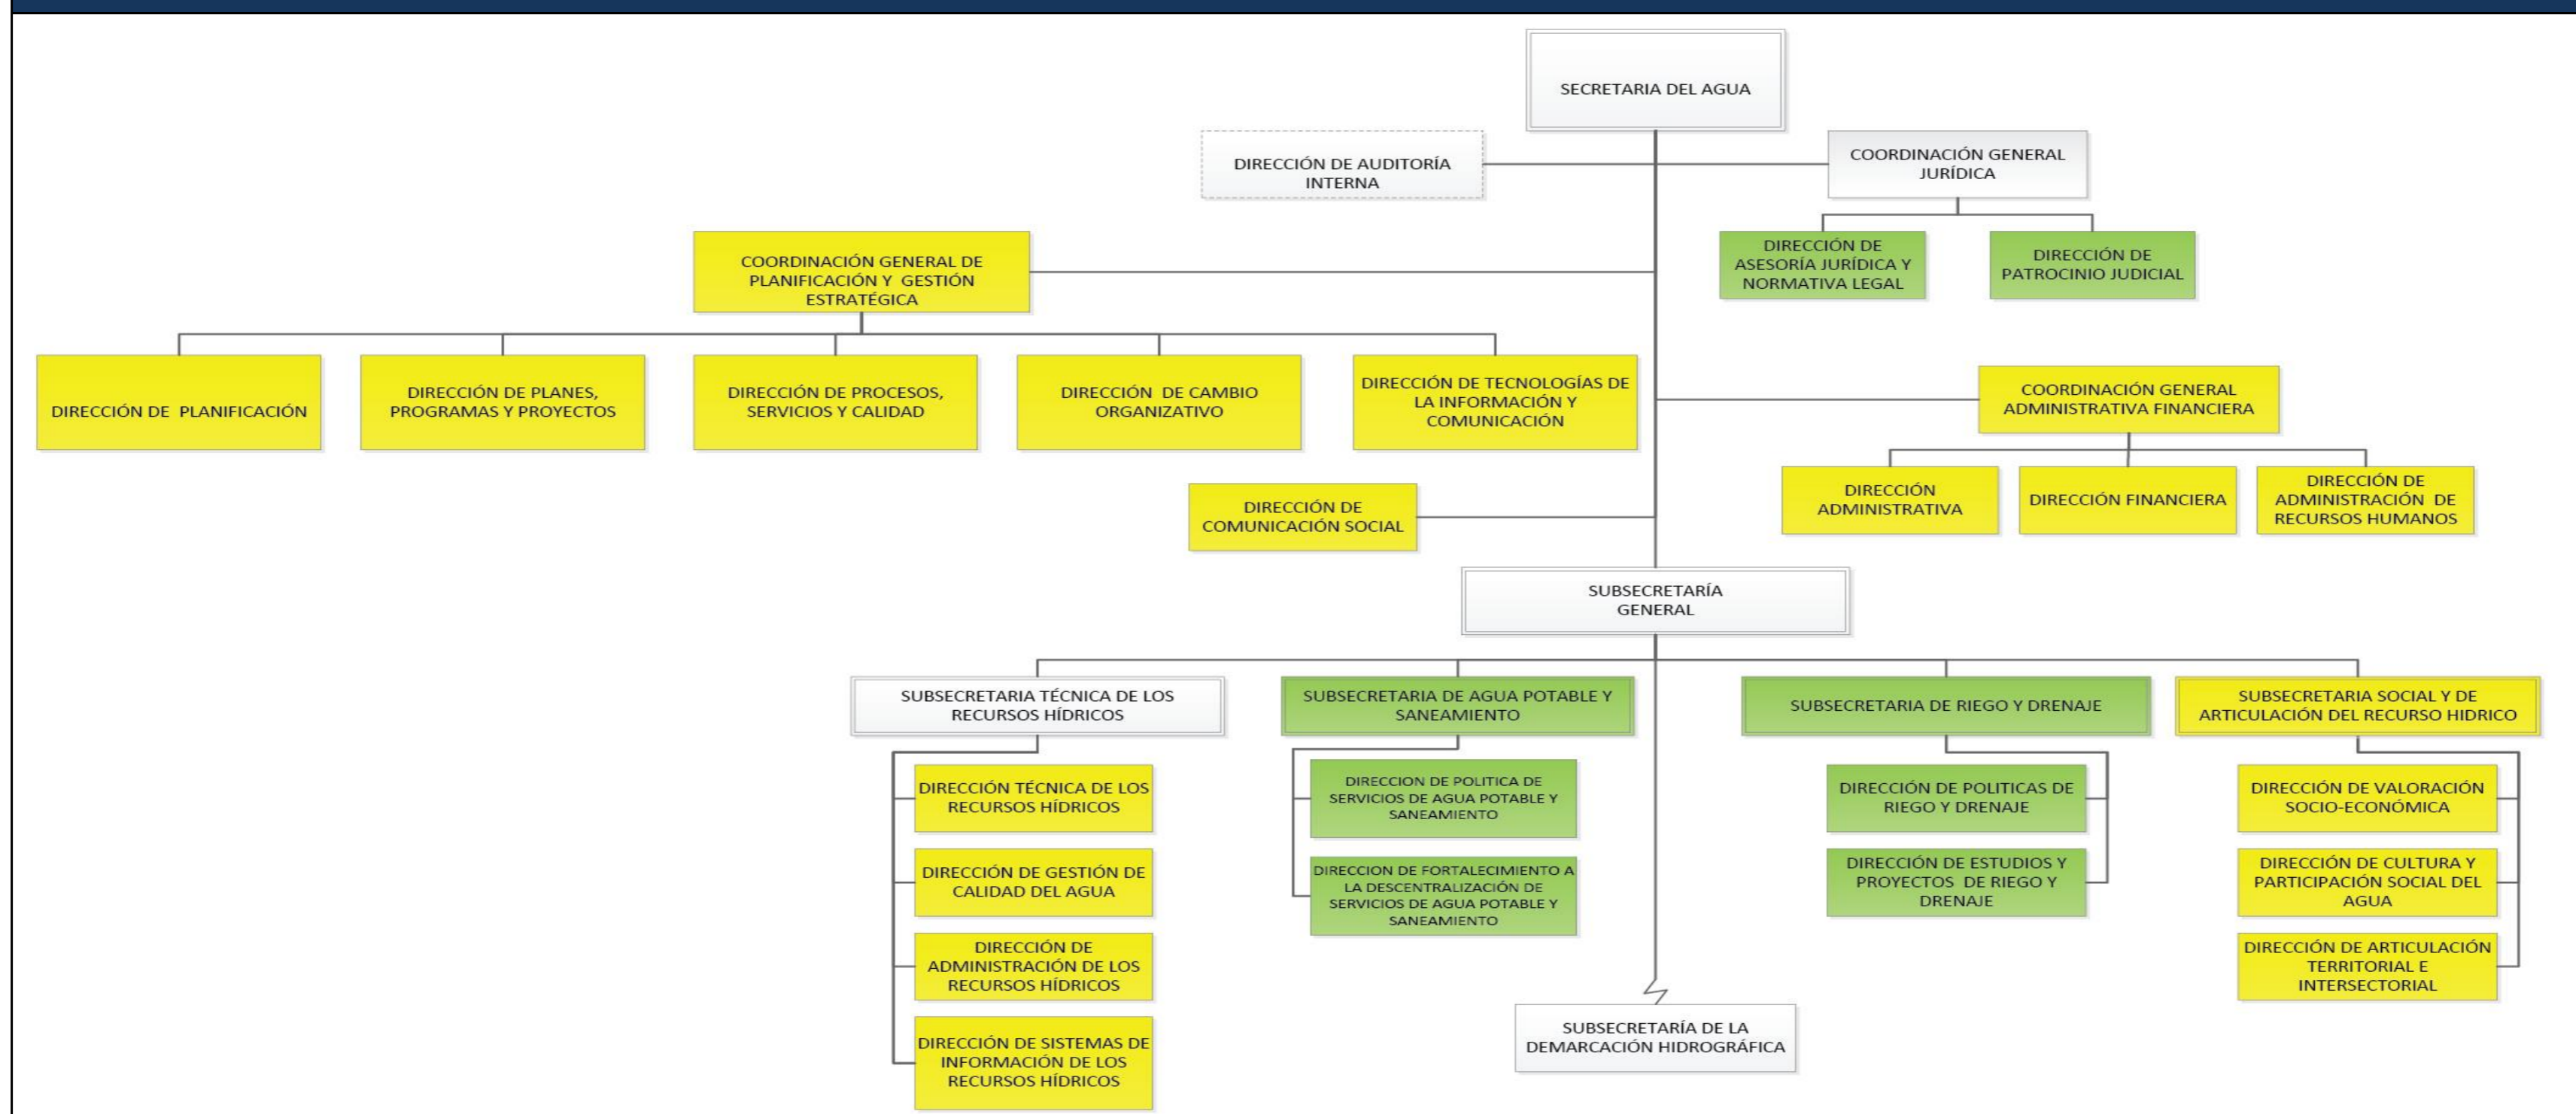 SECRETARIA DEL AGUA
DIRECCIÓN DE AUDITORÍA
INTERNA
COORDINACIÓN GENERAL
JURÍDICA
DIRECCIÓN DE
ASESORÍA JURÍDICA Y
NORMATIVA LEGAL
DIRECCIÓN DE
PATROCINIO JUDICIAL
COORDINACIÓN GENERAL DE
PLANIFICACIÓN Y GESTIÓN
ESTRATÉGICA
DIRECCIÓN DE PLANIFICACIÓN
DIRECCIÓN DE PLANES,
PROGRAMAS Y PROYECTOS
DIRECCIÓN DE PROCESOS,
SERVICIOS Y CALIDAD
DIRECCIÓN DE CAMBIO
ORGANIZATIVO
DIRECCIÓN DE TECNOLOGÍAS DE
LA INFORMACIÓN Y
COMUNICACIÓN
COORDINACIÓN GENERAL
ADMINISTRATIVA FINANCIERA
DIRECCIÓN
ADMINISTRATIVA
DIRECCIÓN FINANCIERA
DIRECCIÓN DE
ADMINISTRACIÓN DE
RECURSOS HUMANOS
DIRECCIÓN DE
COMUNICACIÓN SOCIAL
SUBSECRETARÍA
GENERAL
SUBSECRETARIA TÉCNICA DE LOS
RECURSOS HÍDRICOS
DIRECCIÓN TÉCNICA DE LOS
RECURSOS HÍDRICOS
DIRECCIÓN DE GESTIÓN DE
CALIDAD DEL AGUA
DIRECCIÓN DE
ADMINISTRACIÓN DE LOS
RECURSOS HÍDRICOS
DIRECCIÓN DE SISTEMAS DE
INFORMACIÓN DE LOS
RECURSOS HÍDRICOS
SUBSECRETARIA DE AGUA POTABLE Y
SANEAMIENTO
DIRECCION DE POLITICA DE
SERVICIOS DE AGUA POTABLE Y
SANEAMIENTO
DIRECCION DE FORTALECIMIENTO A
LA DESCENTRALIZACIÓN DE
SERVICIOS DE AGUA POTABLE Y
SANEAMIENTO
SUBSECRETARIA DE RIEGO Y DRENAJE
DIRECCIÓN DE POLITICAS DE
RIEGO Y DRENAJE
DIRECCIÓN DE ESTUDIOS Y
PROYECTOS DE RIEGO Y
DRENAJE
SUBSECRETARIA SOCIAL Y DE
ARTICULACIÓN DEL RECURSO HIDRICO
DIRECCIÓN DE VALORACIÓN
SOCIO-ECONÓMICA
DIRECCIÓN DE CULTURA Y
PARTICIPACIÓN SOCIAL DEL
AGUA
DIRECCIÓN DE ARTICULACIÓN
TERRITORIAL E
INTERSECTORIAL
SUBSECRETARÍA DE LA
DEMARCACIÓN HIDROGRÁFICA